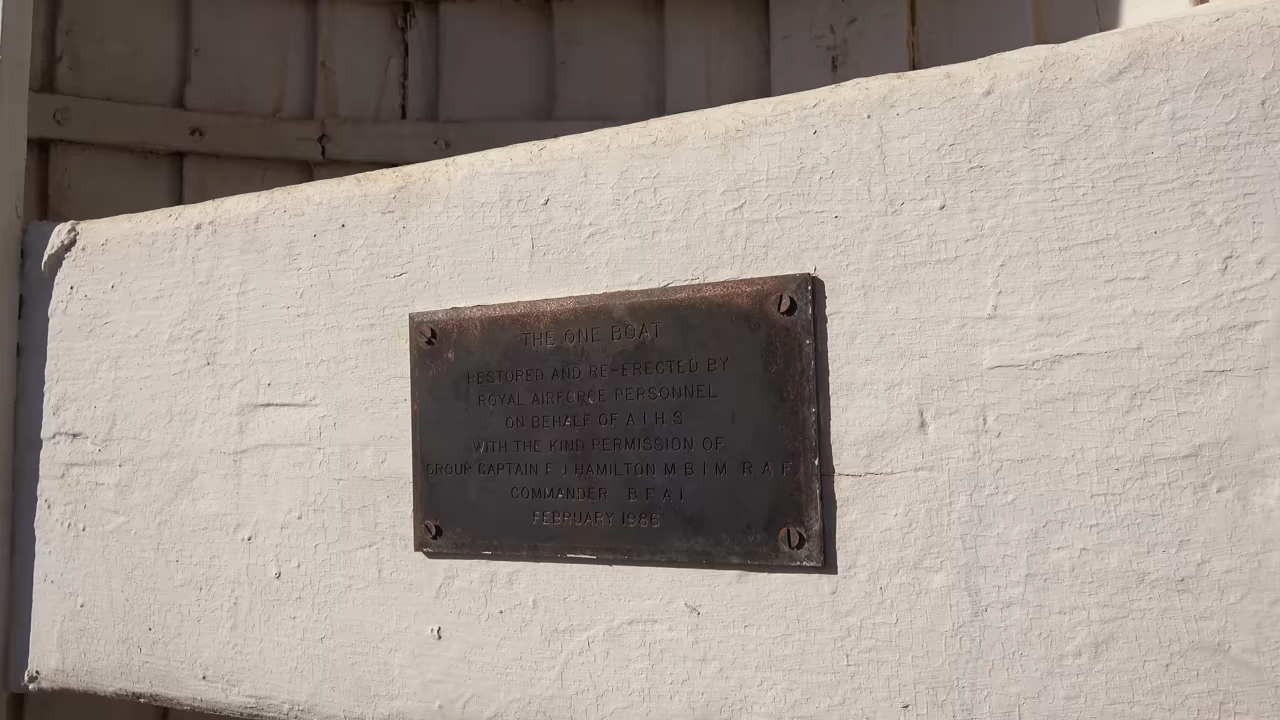 THE ONE BOAT
RESTORED AND RE-ERECTED BY
ROYAL AIRFORCE PERSONNEL
ON BEHALF OF A I H S
WITH THE KIND PERMISSION OF
GROUP CAPTAIN F J HAMILTON M B I M R A F
COMMANDER B F A I
FEBRUARY 1986